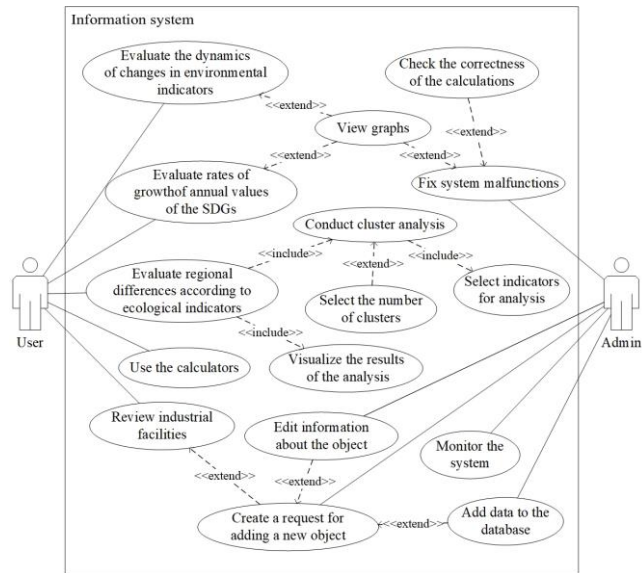 Information system
Evaluate the dynamics
of changes in environmental
indicators
Check the correctness
of the calculations
<<extend>>
<<extend>>
View graphs
<<extend>>
<<extend>>
Evaluate rates of
growthof annual values
of the SDGs
Fix system malfunctions
Conduct cluster analysis
<<include>>
<<include>>
<<extend>>
Evaluate regional
differences according to
ecological indicators
Select the number
of clusters
Select indicators
for analysis
User
Admin
<<include>>
Use the calculators
Visualize the results
of the analysis
Review industrial
facilities
Edit information
about the object
Monitor the
system
<<extend>>
<<extend>>
Create a request for
adding a new object
<<extend>>
Add data to the
database